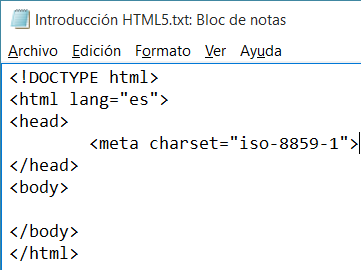 Introducción HTML5.txt: Bloc de notas
Archivo Edición Formato Ver Ayuda
<!DOCTYPE html>
<html lang="es">
<head>
<meta charset="iso-8859-1">
</head>
<body>
</body>
</html>